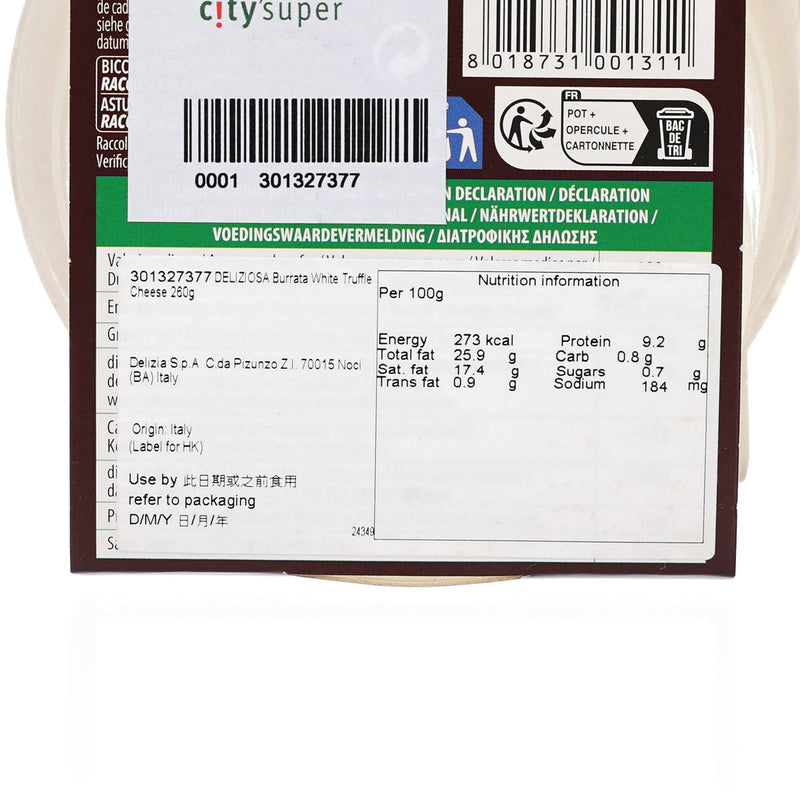 de cad
siehe g
datum
BICC
RACC
ASTU
RACC
Raccol
Verific
city'super
0001 301327377
8 018731 001311
FR
POT +
OPERCULE +
CARTONNETTE
BAC
DE
TRI
N DECLARATION / DÉCLARATION
NAL / NÄHRWERTDEKLARATION /
VOEDINGSWAARDEVERMELDING / ΔΙΑΤΡΟΦΙΚΗΣ ΔΗΛΩΣΗΣ
301327377 DELIZIOSA Burrata White Truffle
Cheese 260g
Delizia S.p.A C.da Pizunzo Z.I. 70015 Noci
(BA) Italy
Origin: Italy
(Label for HK)
Use by 此日期或之前食用
refer to packaging
D/M/Y 日/月/年
24349
Nutrition information
Per 100g
Energy 273 kcal Protein 9.2 g
Total fat 25.9 g Carb 0.8 g
Sat. fat 17.4 g Sugars 0.7 g
Trans fat 0.9 g Sodium 184 mg